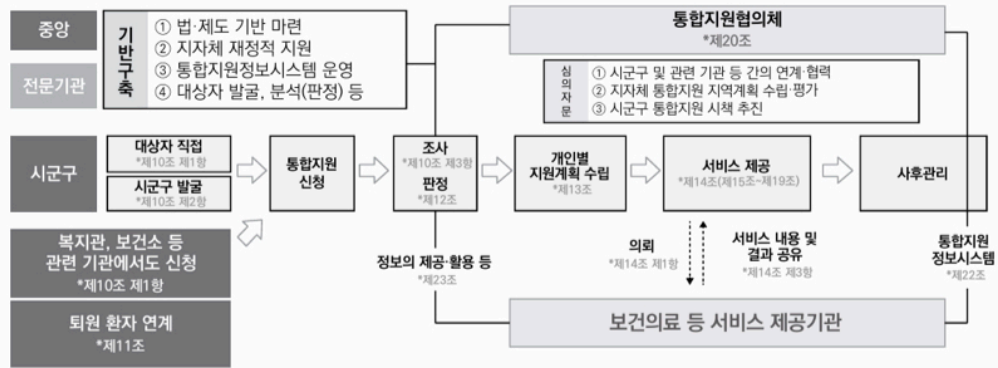 중앙
전문기관
기반구축
① 법·제도 기반 마련
② 지자체 재정적 지원
③ 통합지원정보시스템 운영
④ 대상자 발굴, 분석(판정) 등
통합지원협의체
*제20조
심의자문
① 시군구 및 관련 기관 등 간의 연계·협력
② 지자체 통합지원 지역계획 수립·평가
③ 시군구 통합지원 시책 추진
시군구
대상자 직접
*제10조 제1항
시군구 발굴
*제10조 제2항
통합지원
신청
조사
*제10조 제3항
판정
*제12조
개인별
지원계획 수립
*제13조
서비스 제공
*제14조(제15조~제19조)
사후관리
복지관, 보건소 등
관련 기관에서도 신청
*제10조 제1항
퇴원 환자 연계
*제11조
정보의 제공·활용 등
*제23조
의뢰
*제14조 제1항
서비스 내용 및
결과 공유
*제14조 제3항
통합지원
정보시스템
*제22조
보건의료 등 서비스 제공기관